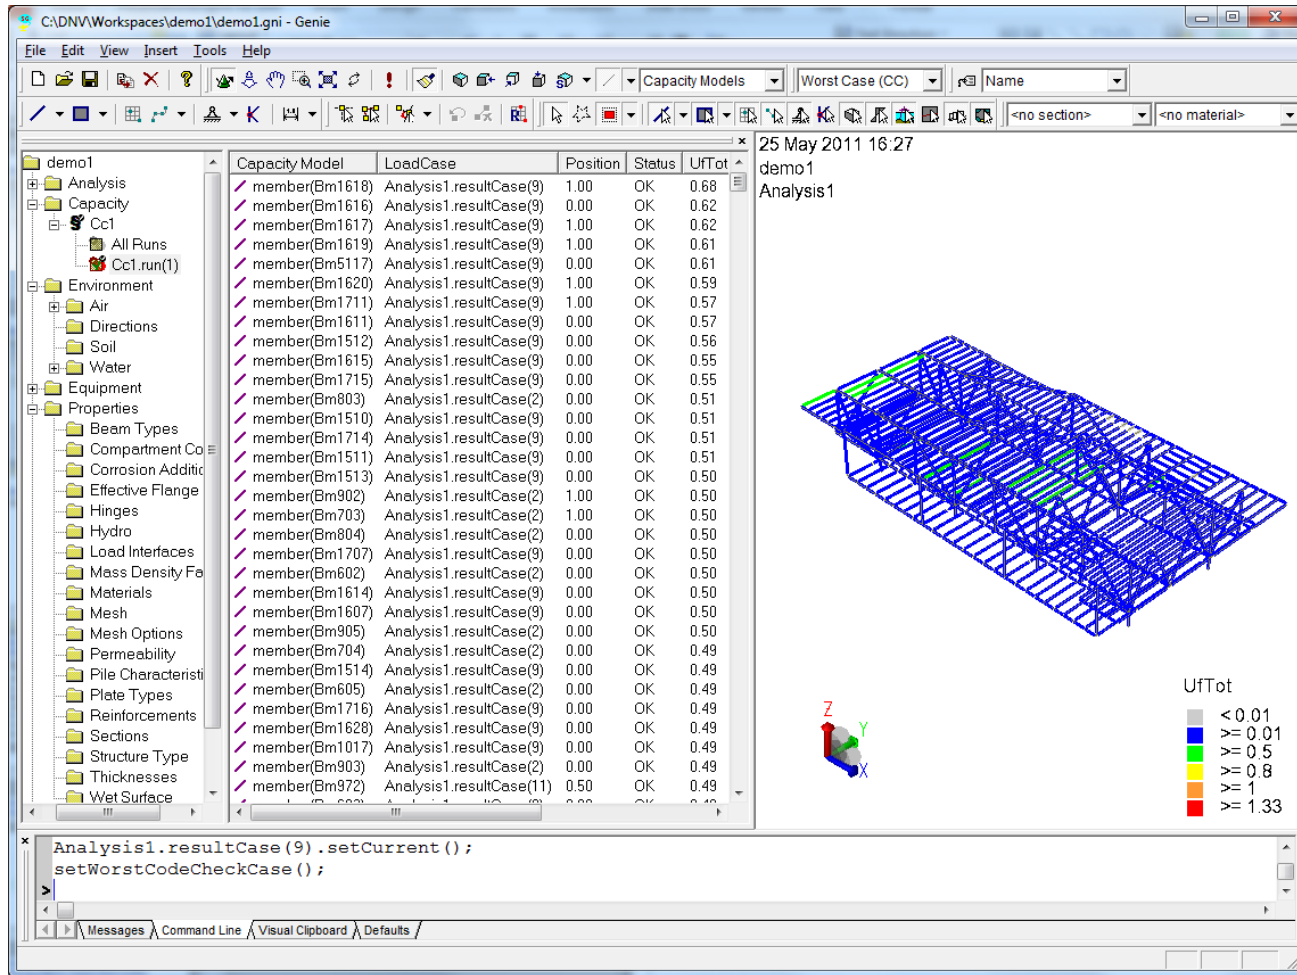 C:\DNV\Workspaces\demo1\demo1.gni - Genie
File Edit View Insert Tools Help
Capacity Models Worst Case (CC) Name
<no section> <no material>
demo1
Analysis
Capacity
Cc1
All Runs
Cc1.run(1)
Environment
Air
Directions
Soil
Water
Equipment
Properties
Beam Types
Compartment Co
Corrosion Additic
Effective Flange
Hinges
Hydro
Load Interfaces
Mass Density Fa
Materials
Mesh
Mesh Options
Permeability
Pile Characteristi
Plate Types
Reinforcements
Sections
Structure Type
Thicknesses
Wet Surface
Capacity Model LoadCase Position Status UfTot
member(Bm1618) Analysis1.resultCase(9) 1.00 OK 0.68
member(Bm1616) Analysis1.resultCase(9) 0.00 OK 0.62
member(Bm1617) Analysis1.resultCase(9) 1.00 OK 0.62
member(Bm1619) Analysis1.resultCase(9) 1.00 OK 0.61
member(Bm5117) Analysis1.resultCase(9) 0.00 OK 0.61
member(Bm1620) Analysis1.resultCase(9) 1.00 OK 0.59
member(Bm1711) Analysis1.resultCase(9) 1.00 OK 0.57
member(Bm1611) Analysis1.resultCase(9) 0.00 OK 0.57
member(Bm1512) Analysis1.resultCase(9) 0.00 OK 0.56
member(Bm1615) Analysis1.resultCase(9) 0.00 OK 0.55
member(Bm1715) Analysis1.resultCase(9) 0.00 OK 0.55
member(Bm803) Analysis1.resultCase(2) 0.00 OK 0.51
member(Bm1510) Analysis1.resultCase(9) 0.00 OK 0.51
member(Bm1714) Analysis1.resultCase(9) 0.00 OK 0.51
member(Bm1511) Analysis1.resultCase(9) 0.00 OK 0.51
member(Bm1513) Analysis1.resultCase(9) 0.00 OK 0.50
member(Bm902) Analysis1.resultCase(2) 1.00 OK 0.50
member(Bm703) Analysis1.resultCase(2) 1.00 OK 0.50
member(Bm804) Analysis1.resultCase(2) 0.00 OK 0.50
member(Bm1707) Analysis1.resultCase(9) 0.00 OK 0.50
member(Bm602) Analysis1.resultCase(2) 0.00 OK 0.50
member(Bm1614) Analysis1.resultCase(9) 0.00 OK 0.50
member(Bm1607) Analysis1.resultCase(9) 0.00 OK 0.50
member(Bm905) Analysis1.resultCase(2) 0.00 OK 0.50
member(Bm704) Analysis1.resultCase(2) 0.00 OK 0.49
member(Bm1514) Analysis1.resultCase(9) 0.00 OK 0.49
member(Bm605) Analysis1.resultCase(2) 0.00 OK 0.49
member(Bm1716) Analysis1.resultCase(9) 0.00 OK 0.49
member(Bm1628) Analysis1.resultCase(9) 0.00 OK 0.49
member(Bm1017) Analysis1.resultCase(9) 0.00 OK 0.49
member(Bm903) Analysis1.resultCase(2) 0.00 OK 0.49
member(Bm972) Analysis1.resultCase(11) 0.50 OK 0.49
25 May 2011 16:27
demo1
Analysis1
Z
Y
X
UfTot
< 0.01
>= 0.01
>= 0.5
>= 0.8
>= 1
>= 1.33
Analysis1.resultCase(9).setCurrent();
setWorstCodeCheckCase();
>
Messages Command Line Visual Clipboard Defaults